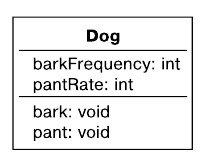 Dog
barkFrequency: int
pantRate: int
bark: void
pant: void